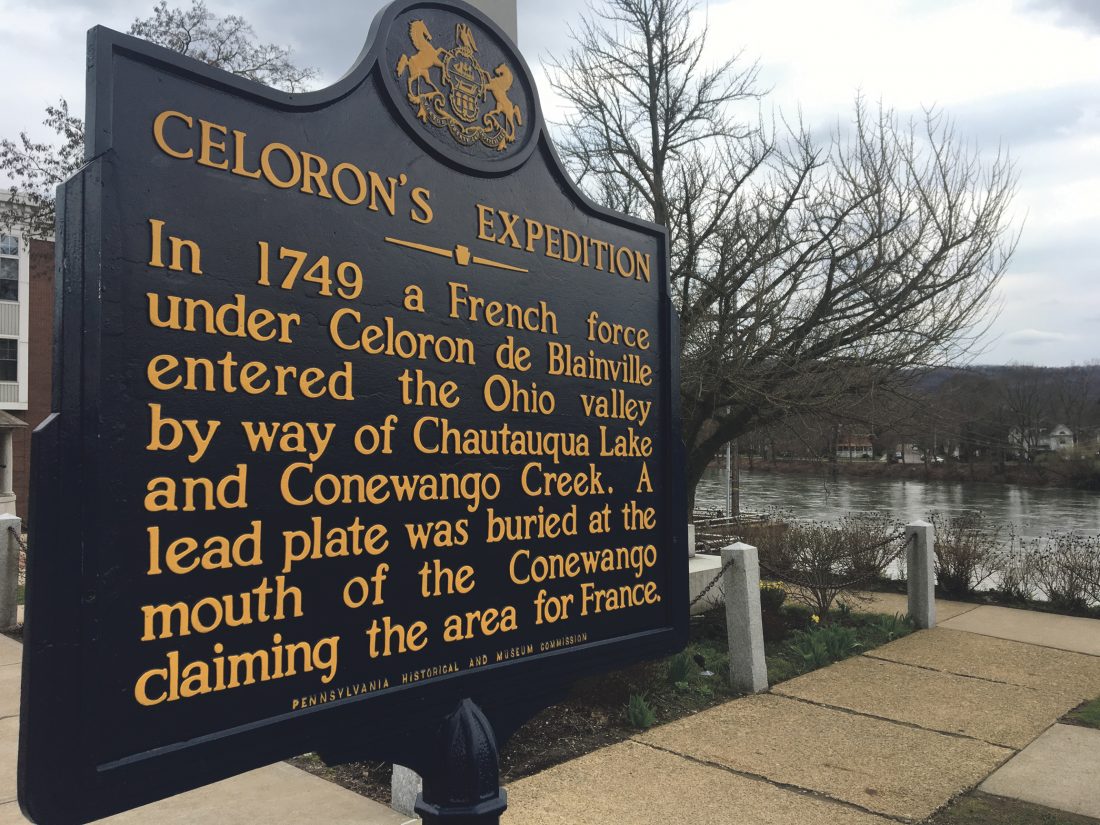 CELORON'S EXPEDITION
In 1749 a French force
under Celoron de Blainville
entered the Ohio valley
by way of Chautauqua Lake
and Conewango Creek. A
lead plate was buried at the
mouth of the Conewango
claiming the area for France.
PENNSYLVANIA HISTORICAL AND MUSEUM COMMISSION